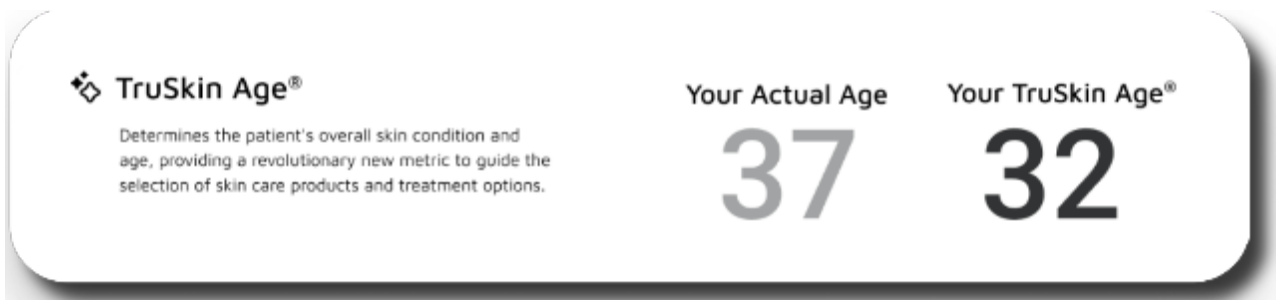 TruSkin Age®
Determines the patient's overall skin condition and
age, providing a revolutionary new metric to guide the
selection of skin care products and treatment options.
Your Actual Age
37
Your TruSkin Age®
32